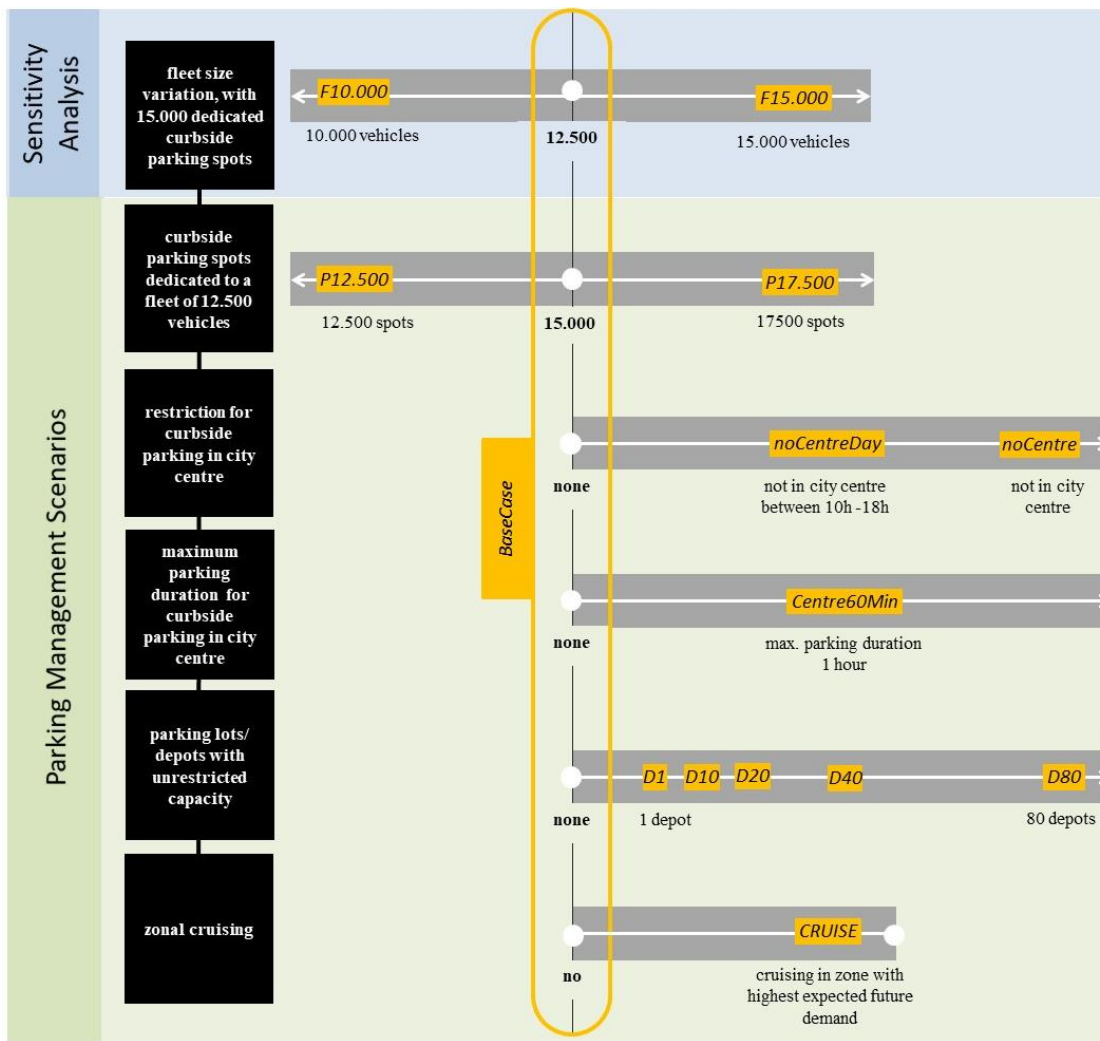 Sensitivity
Analysis
fleet size
variation, with
15.000 dedicated
curbside
parking spots
F10.000
F15.000
10.000 vehicles
12.500
15.000 vehicles
Parking Management Scenarios
curbside
parking spots
dedicated to a
fleet of 12.500
vehicles
P12.500
P17.500
12.500 spots
15.000
17500 spots
BaseCase
restriction for
curbside
parking in city
centre
noCentreDay
noCentre
none
not in city centre
between 10h -18h
not in city
centre
maximum
parking
duration for
curbside
parking in city
centre
Centre60Min
none
max. parking duration
1 hour
parking lots/
depots with
unrestricted
capacity
D1
D10
D20
D40
D80
none
1 depot
80 depots
zonal cruising
CRUISE
no
cruising in zone with
highest expected future
demand